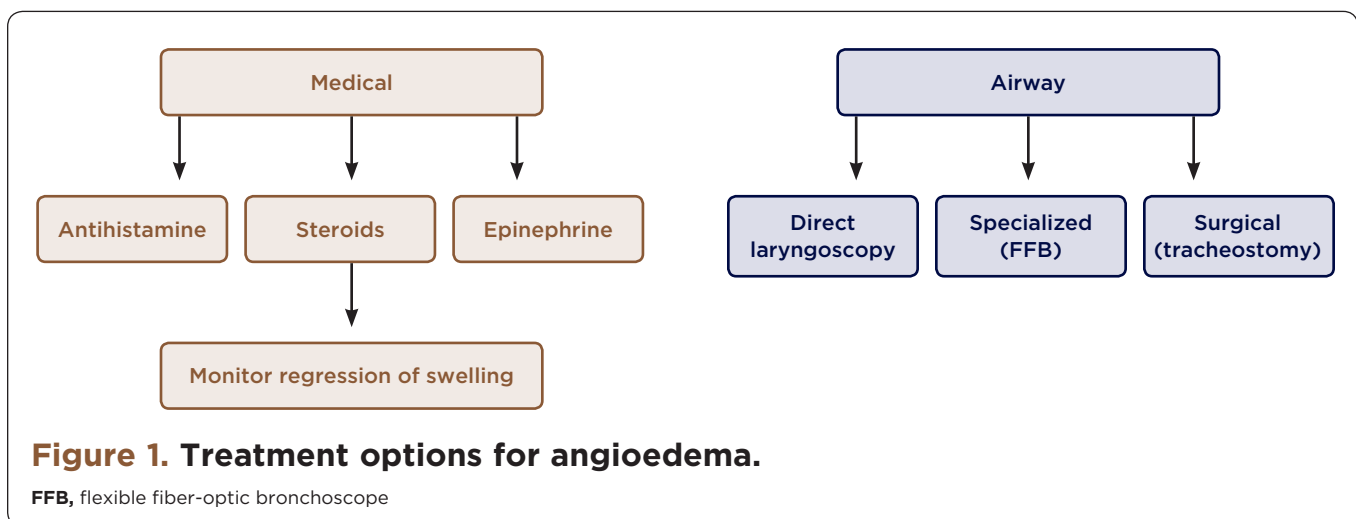 Medical
Airway
Antihistamine
Steroids
Epinephrine
Direct
laryngoscopy
Specialized
(FFB)
Surgical
(tracheostomy)
Monitor regression of swelling
Figure 1. Treatment options for angioedema.
FFB, flexible fiber-optic bronchoscope